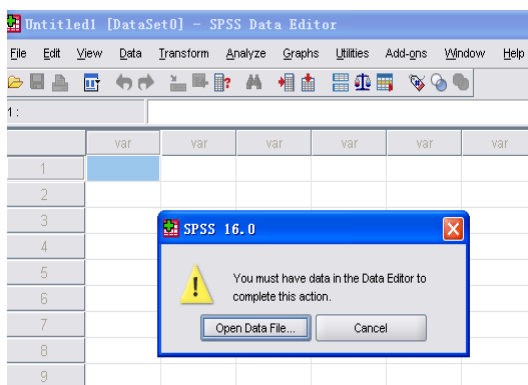 Untitled1 [DataSet0] - SPSS Data Editor
File Edit View Data Transform Analyze Graphs Utilities Add-ons Window Help
1 :
var var var var var var
1
2
3
4
5
6
7
8
9
SPSS 16.0
You must have data in the Data Editor to
complete this action.
Open Data File... Cancel